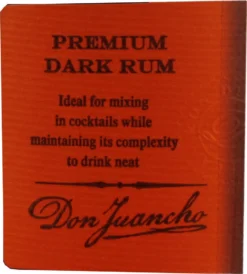 PREMIUM
DARK RUM
Ideal for mixing
in cocktails while
maintaining its complexity
to drink neat
Don Juancho